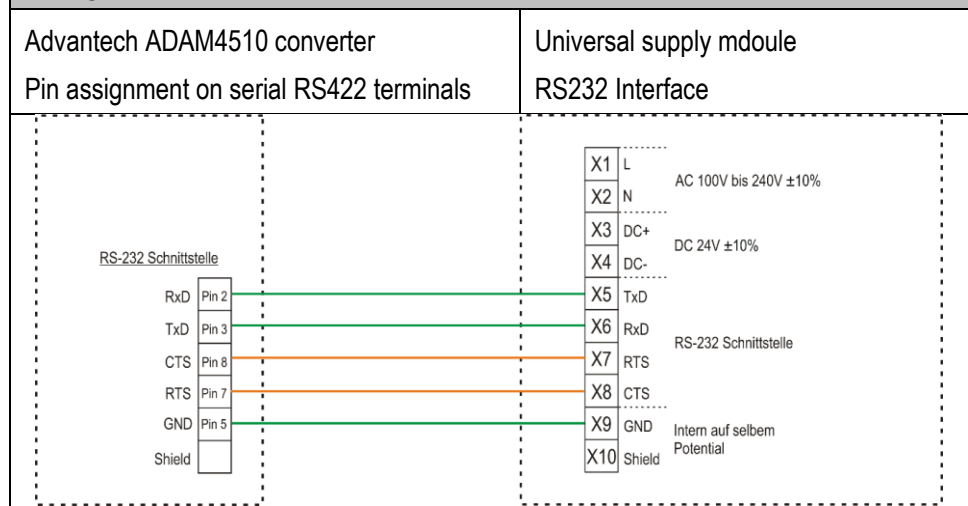 Advantech ADAM4510 converter
Pin assignment on serial RS422 terminals
Universal supply mdoule
RS232 Interface
RS-232 Schnittstelle
RxD Pin 2
TxD Pin 3
CTS Pin 8
RTS Pin 7
GND Pin 5
Shield
X1 L
X2 N
AC 100V bis 240V ±10%
X3 DC+
X4 DC-
DC 24V ±10%
X5 TxD
X6 RxD
X7 RTS
X8 CTS
RS-232 Schnittstelle
X9 GND
X10 Shield
Intern auf selbem
Potential